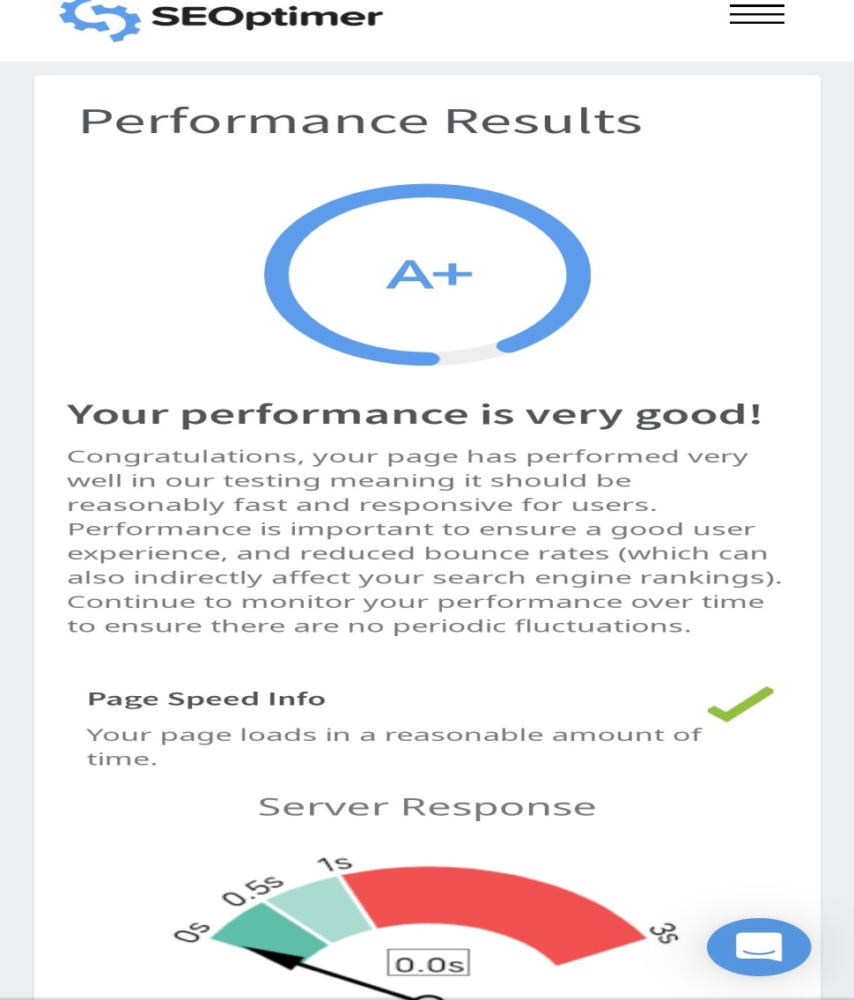 SEOptimer
Performance Results
A+
Your performance is very good!
Congratulations, your page has performed very
well in our testing meaning it should be
reasonably fast and responsive for users.
Performance is important to ensure a good user
experience, and reduced bounce rates (which can
also indirectly affect your search engine rankings).
Continue to monitor your performance over time
to ensure there are no periodic fluctuations.
Page Speed Info
Your page loads in a reasonable amount of
time.
Server Response
0s
0.5s
1s
3s
0.0s